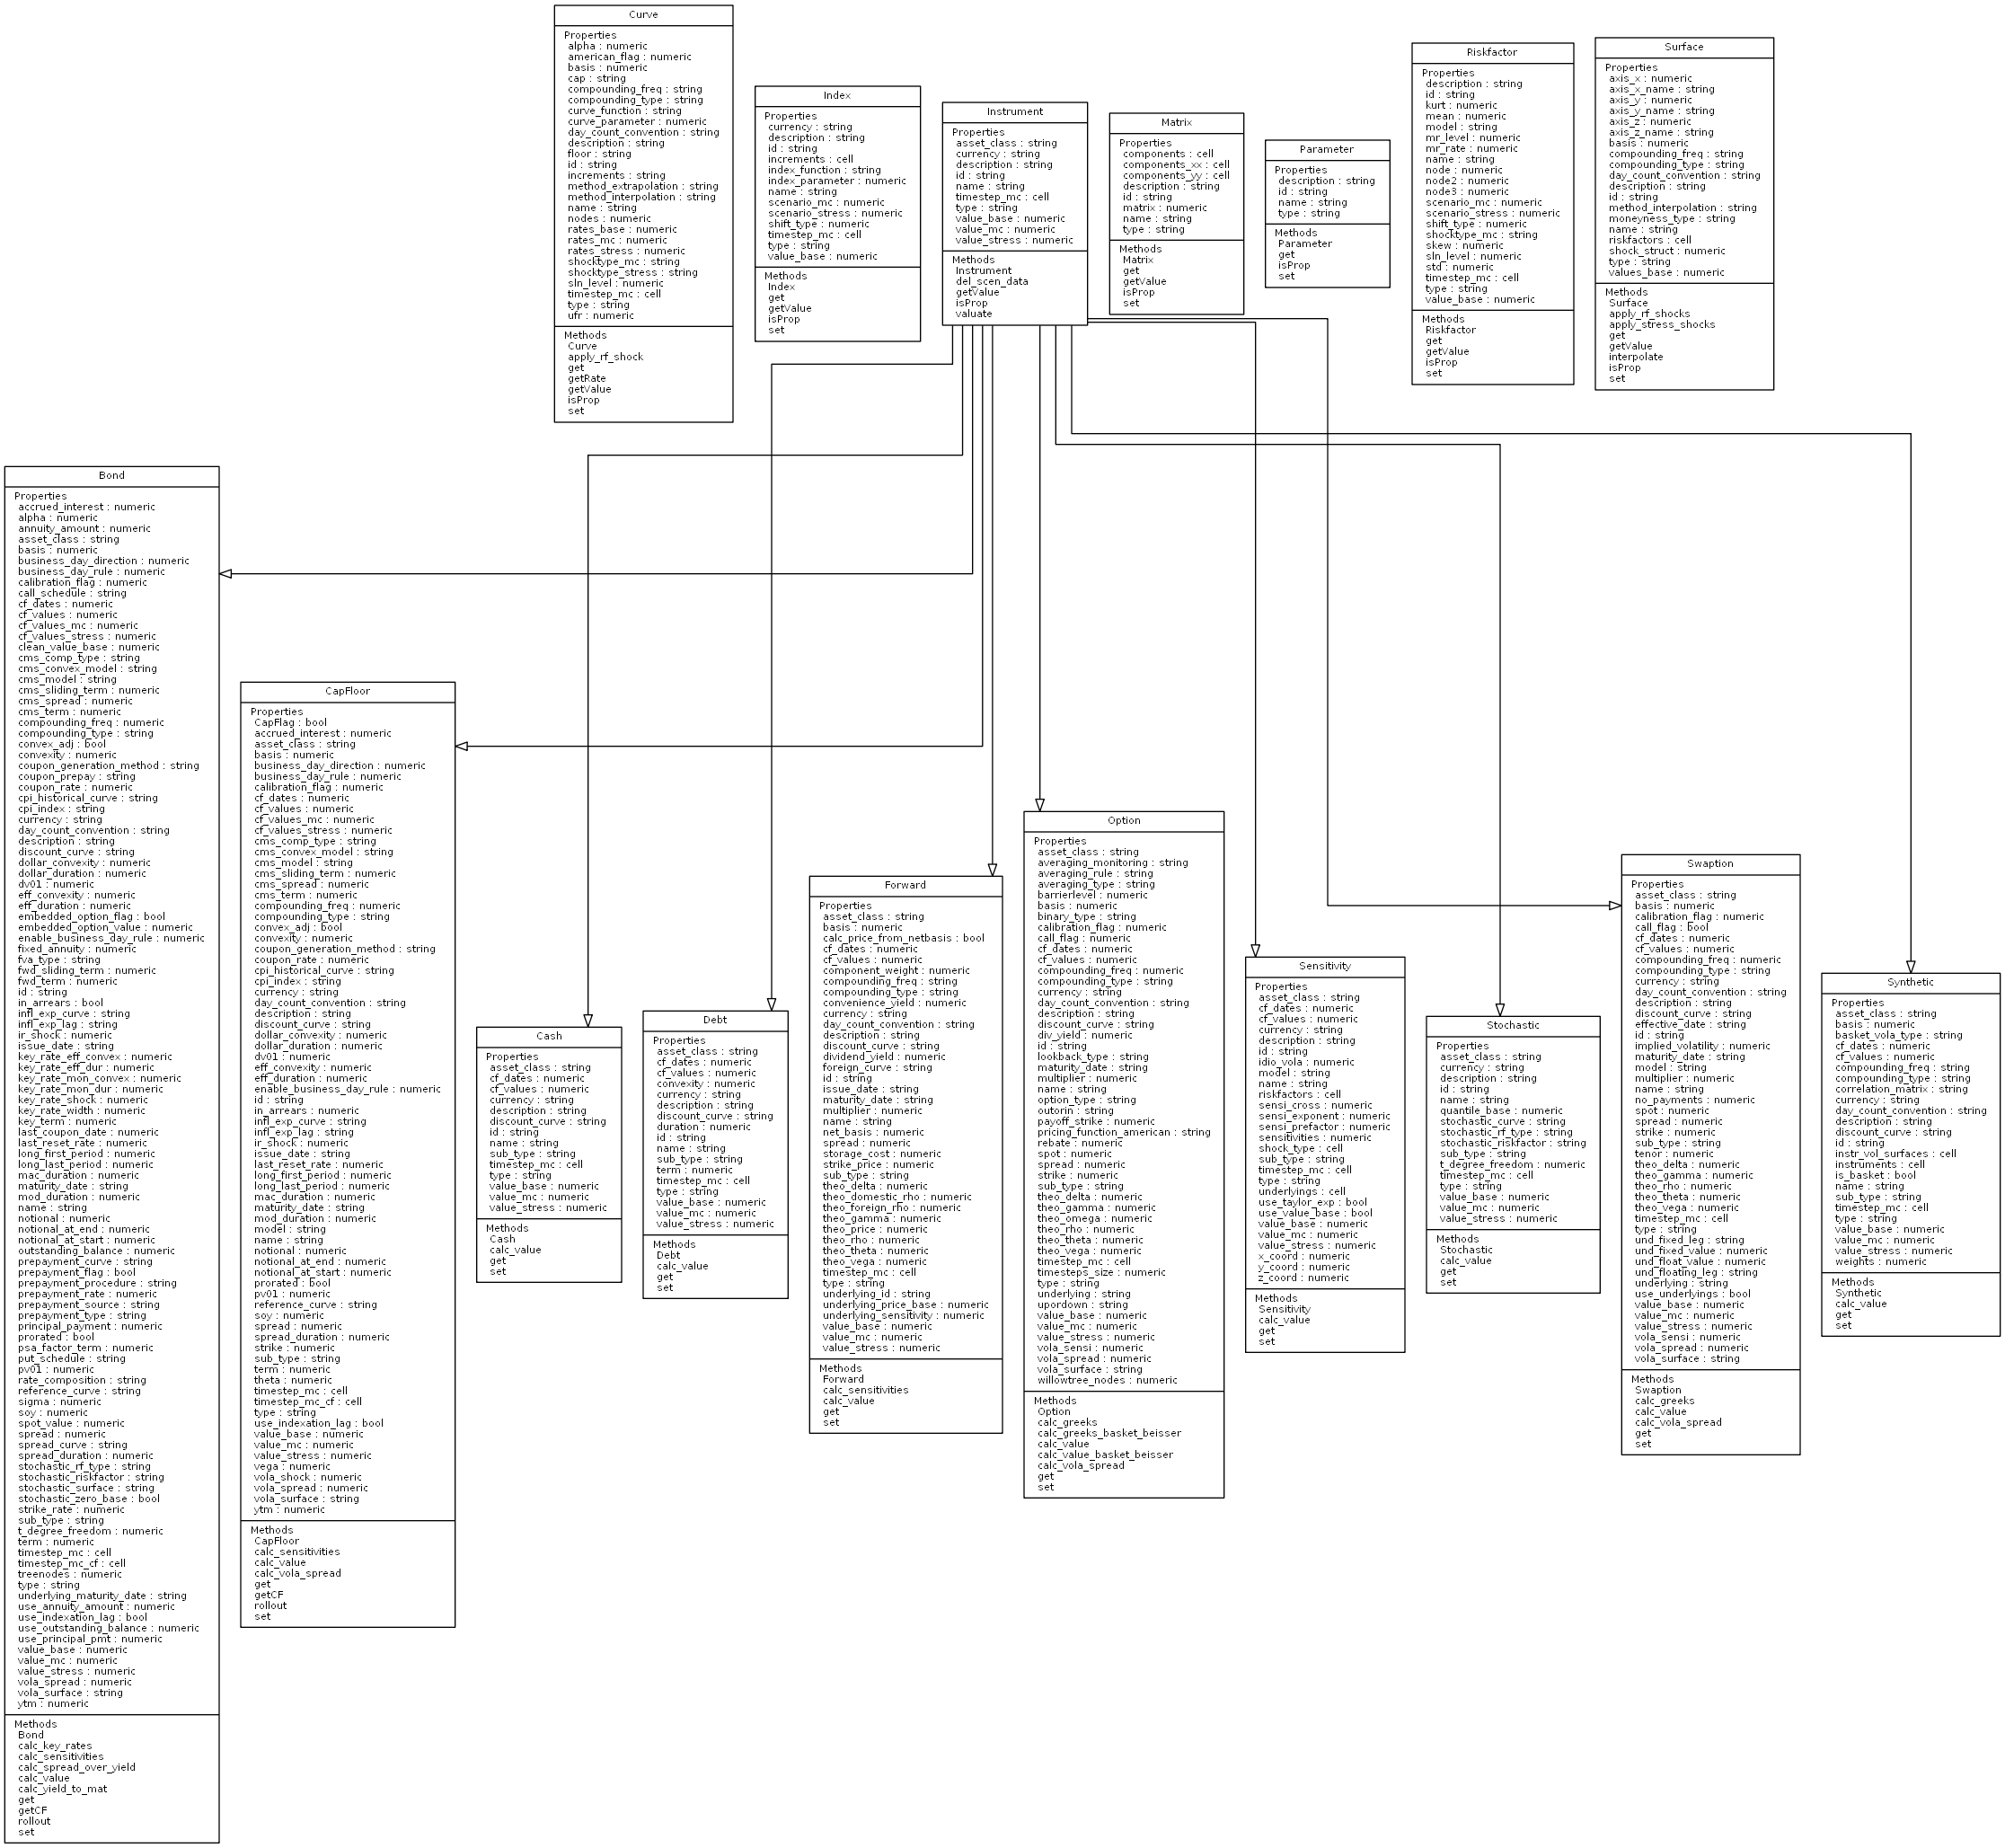 Curve
Properties
alpha : numeric
american_flag : numeric
basis : numeric
cap : string
compounding_freq : string
compounding_type : string
curve_function : string
curve_parameter : numeric
day_count_convention : string
description : string
floor : string
id : string
increments : string
method_extrapolation : string
method_interpolation : string
name : string
nodes : numeric
rates_base : numeric
rates_mc : numeric
rates_stress : numeric
shocktype_mc : string
shocktype_stress : string
sln_level : numeric
timestep_mc : cell
type : string
ufr : numeric
Methods
Curve
apply_rf_shock
get
getRate
getValue
isProp
set
Index
Properties
currency : string
description : string
id : string
increments : cell
index_function : string
index_parameter : numeric
name : string
scenario_mc : numeric
scenario_stress : numeric
shift_type : numeric
timestep_mc : cell
type : string
value_base : numeric
Methods
Index
get
getValue
isProp
set
Instrument
Properties
asset_class : string
currency : string
description : string
id : string
name : string
timestep_mc : cell
type : string
value_base : numeric
value_mc : numeric
value_stress : numeric
Methods
Instrument
del_scen_data
getValue
isProp
valuate
Matrix
Properties
components : cell
components_xx : cell
components_yy : cell
description : string
id : string
matrix : numeric
name : string
type : string
Methods
Matrix
get
getValue
isProp
set
Parameter
Properties
description : string
id : string
name : string
type : string
Methods
Parameter
get
isProp
set
Riskfactor
Properties
description : string
id : string
kurt : numeric
mean : numeric
model : string
mr_level : numeric
mr_rate : numeric
name : string
node : numeric
node2 : numeric
node3 : numeric
scenario_mc : numeric
scenario_stress : numeric
shift_type : numeric
shocktype_mc : string
skew : numeric
sln_level : numeric
std : numeric
timestep_mc : cell
type : string
value_base : numeric
Methods
Riskfactor
get
getValue
isProp
set
Surface
Properties
axis_x : numeric
axis_x_name : string
axis_y : numeric
axis_y_name : string
axis_z : numeric
axis_z_name : string
basis : numeric
compounding_freq : string
compounding_type : string
day_count_convention : string
description : string
id : string
method_interpolation : string
moneyness_type : string
name : string
riskfactors : cell
shock_struct : numeric
type : string
values_base : numeric
Methods
Surface
apply_rf_shocks
apply_stress_shocks
get
getValue
interpolate
isProp
set
Bond
Properties
accrued_interest : numeric
alpha : numeric
annuity_amount : numeric
asset_class : string
basis : numeric
business_day_direction : numeric
business_day_rule : numeric
calibration_flag : numeric
call_schedule : string
cf_dates : numeric
cf_values : numeric
cf_values_mc : numeric
cf_values_stress : numeric
clean_value_base : numeric
cms_comp_type : string
cms_convex_model : string
cms_model : string
cms_sliding_term : numeric
cms_spread : numeric
cms_term : numeric
compounding_freq : numeric
compounding_type : string
convex_adj : bool
convexity : numeric
coupon_generation_method : string
coupon_prepay : string
coupon_rate : numeric
cpi_historical_curve : string
cpi_index : string
currency : string
day_count_convention : string
description : string
discount_curve : string
dollar_convexity : numeric
dollar_duration : numeric
dv01 : numeric
eff_convexity : numeric
eff_duration : numeric
embedded_option_flag : bool
embedded_option_value : numeric
enable_business_day_rule : numeric
fixed_annuity : numeric
fva_type : string
fwd_sliding_term : numeric
fwd_term : numeric
id : string
in_arrears : bool
infl_exp_curve : string
infl_exp_lag : string
ir_shock : numeric
issue_date : string
key_rate_eff_convex : numeric
key_rate_eff_dur : numeric
key_rate_mon_convex : numeric
key_rate_mon_dur : numeric
key_rate_shock : numeric
key_rate_width : numeric
key_term : numeric
last_coupon_date : numeric
last_reset_rate : numeric
long_first_period : numeric
long_last_period : numeric
mac_duration : numeric
maturity_date : string
mod_duration : numeric
name : string
notional : numeric
notional_at_end : numeric
notional_at_start : numeric
outstanding_balance : numeric
prepayment_curve : string
prepayment_flag : bool
prepayment_procedure : string
prepayment_rate : numeric
prepayment_source : string
prepayment_type : string
principal_payment : numeric
prorated : bool
psa_factor_term : numeric
put_schedule : string
pv01 : numeric
rate_composition : string
reference_curve : string
sigma : numeric
soy : numeric
spot_value : numeric
spread : numeric
spread_curve : string
spread_duration : numeric
stochastic_rf_type : string
stochastic_riskfactor : string
stochastic_surface : string
stochastic_zero_base : bool
strike_rate : numeric
sub_type : string
t_degree_freedom : numeric
term : numeric
timestep_mc : cell
timestep_mc_cf : cell
treenodes : numeric
type : string
underlying_maturity_date : string
use_annuity_amount : numeric
use_indexation_lag : bool
use_outstanding_balance : numeric
use_principal_pmt : numeric
value_base : numeric
value_mc : numeric
value_stress : numeric
vola_spread : numeric
vola_surface : string
ytm : numeric
Methods
Bond
calc_key_rates
calc_sensitivities
calc_spread_over_yield
calc_value
calc_yield_to_mat
get
getCF
rollout
set
CapFloor
Properties
CapFlag : bool
accrued_interest : numeric
asset_class : string
basis : numeric
business_day_direction : numeric
business_day_rule : numeric
calibration_flag : numeric
cf_dates : numeric
cf_values : numeric
cf_values_mc : numeric
cf_values_stress : numeric
cms_comp_type : string
cms_convex_model : string
cms_model : string
cms_sliding_term : numeric
cms_spread : numeric
cms_term : numeric
compounding_freq : numeric
compounding_type : string
convex_adj : bool
convexity : numeric
coupon_generation_method : string
coupon_rate : numeric
cpi_historical_curve : string
cpi_index : string
currency : string
day_count_convention : string
description : string
discount_curve : string
dollar_convexity : numeric
dollar_duration : numeric
dv01 : numeric
eff_convexity : numeric
eff_duration : numeric
enable_business_day_rule : numeric
id : string
in_arrears : numeric
infl_exp_curve : string
infl_exp_lag : string
ir_shock : numeric
issue_date : string
last_reset_rate : numeric
long_first_period : numeric
long_last_period : numeric
mac_duration : numeric
maturity_date : string
mod_duration : numeric
model : string
name : string
notional : numeric
notional_at_end : numeric
notional_at_start : numeric
prorated : bool
pv01 : numeric
reference_curve : string
soy : numeric
spread : numeric
spread_duration : numeric
strike : numeric
sub_type : string
term : numeric
theta : numeric
timestep_mc : cell
timestep_mc_cf : cell
type : string
use_indexation_lag : bool
value_base : numeric
value_mc : numeric
value_stress : numeric
vega : numeric
vola_shock : numeric
vola_spread : numeric
vola_surface : string
ytm : numeric
Methods
CapFloor
calc_sensitivities
calc_value
calc_vola_spread
get
getCF
rollout
set
Cash
Properties
asset_class : string
cf_dates : numeric
cf_values : numeric
currency : string
description : string
discount_curve : string
id : string
name : string
sub_type : string
timestep_mc : cell
type : string
value_base : numeric
value_mc : numeric
value_stress : numeric
Methods
Cash
calc_value
get
set
Debt
Properties
asset_class : string
cf_dates : numeric
cf_values : numeric
convexity : numeric
currency : string
description : string
discount_curve : string
duration : numeric
id : string
name : string
sub_type : string
term : numeric
timestep_mc : cell
type : string
value_base : numeric
value_mc : numeric
value_stress : numeric
Methods
Debt
calc_value
get
set
Forward
Properties
asset_class : string
basis : numeric
calc_price_from_netbasis : bool
cf_dates : numeric
cf_values : numeric
component_weight : numeric
compounding_freq : string
compounding_type : string
convenience_yield : numeric
currency : string
day_count_convention : string
description : string
discount_curve : string
dividend_yield : numeric
foreign_curve : string
id : string
issue_date : string
maturity_date : string
multiplier : numeric
name : string
net_basis : numeric
spread : numeric
storage_cost : numeric
strike_price : numeric
sub_type : string
theo_delta : numeric
theo_domestic_rho : numeric
theo_foreign_rho : numeric
theo_gamma : numeric
theo_price : numeric
theo_rho : numeric
theo_theta : numeric
theo_vega : numeric
timestep_mc : cell
type : string
underlying_id : string
underlying_price_base : numeric
underlying_sensitivity : numeric
value_base : numeric
value_mc : numeric
value_stress : numeric
Methods
Forward
calc_sensitivities
calc_value
get
set
Option
Properties
asset_class : string
averaging_monitoring : string
averaging_rule : string
averaging_type : string
barrierlevel : numeric
basis : numeric
binary_type : string
calibration_flag : numeric
call_flag : numeric
cf_dates : numeric
cf_values : numeric
compounding_freq : numeric
compounding_type : string
currency : string
day_count_convention : string
description : string
discount_curve : string
div_yield : numeric
id : string
lookback_type : string
maturity_date : string
multiplier : numeric
name : string
option_type : string
outorin : string
payoff_strike : numeric
pricing_function_american : string
rebate : numeric
spot : numeric
spread : numeric
strike : numeric
sub_type : string
theo_delta : numeric
theo_gamma : numeric
theo_omega : numeric
theo_rho : numeric
theo_theta : numeric
theo_vega : numeric
timestep_mc : cell
timesteps_size : numeric
type : string
underlying : string
upordown : string
value_base : numeric
value_mc : numeric
value_stress : numeric
vola_sensi : numeric
vola_spread : numeric
vola_surface : string
willowtree_nodes : numeric
Methods
Option
calc_greeks
calc_greeks_basket_beisser
calc_value
calc_value_basket_beisser
calc_vola_spread
get
set
Sensitivity
Properties
asset_class : string
cf_dates : numeric
cf_values : numeric
currency : string
description : string
id : string
idio_vola : numeric
model : string
name : string
riskfactors : cell
sensi_cross : numeric
sensi_exponent : numeric
sensi_prefactor : numeric
sensitivities : numeric
shock_type : cell
sub_type : string
timestep_mc : cell
type : string
underlyings : cell
use_taylor_exp : bool
use_value_base : bool
value_base : numeric
value_mc : numeric
value_stress : numeric
x_coord : numeric
y_coord : numeric
z_coord : numeric
Methods
Sensitivity
calc_value
get
set
Stochastic
Properties
asset_class : string
currency : string
description : string
id : string
name : string
quantile_base : numeric
stochastic_curve : string
stochastic_rf_type : string
stochastic_riskfactor : string
sub_type : string
t_degree_freedom : numeric
timestep_mc : cell
type : string
value_base : numeric
value_mc : numeric
value_stress : numeric
Methods
Stochastic
calc_value
get
set
Swaption
Properties
asset_class : string
basis : numeric
calibration_flag : numeric
call_flag : bool
cf_dates : numeric
cf_values : numeric
compounding_freq : numeric
compounding_type : string
currency : string
day_count_convention : string
description : string
discount_curve : string
effective_date : string
id : string
implied_volatility : numeric
maturity_date : string
model : string
multiplier : numeric
name : string
no_payments : numeric
spot : numeric
spread : numeric
strike : numeric
sub_type : string
tenor : numeric
theo_delta : numeric
theo_gamma : numeric
theo_rho : numeric
theo_theta : numeric
theo_vega : numeric
timestep_mc : cell
type : string
und_fixed_leg : string
und_fixed_value : numeric
und_float_value : numeric
und_floating_leg : string
underlying : string
use_underlyings : bool
value_base : numeric
value_mc : numeric
value_stress : numeric
vola_sensi : numeric
vola_spread : numeric
vola_surface : string
Methods
Swaption
calc_greeks
calc_value
calc_vola_spread
get
set
Synthetic
Properties
asset_class : string
basis : numeric
basket_vola_type : string
cf_dates : numeric
cf_values : numeric
compounding_freq : string
compounding_type : string
correlation_matrix : string
currency : string
day_count_convention : string
description : string
discount_curve : string
id : string
instr_vol_surfaces : cell
instruments : cell
is_basket : bool
name : string
sub_type : string
timestep_mc : cell
type : string
value_base : numeric
value_mc : numeric
value_stress : numeric
weights : numeric
Methods
Synthetic
calc_value
get
set